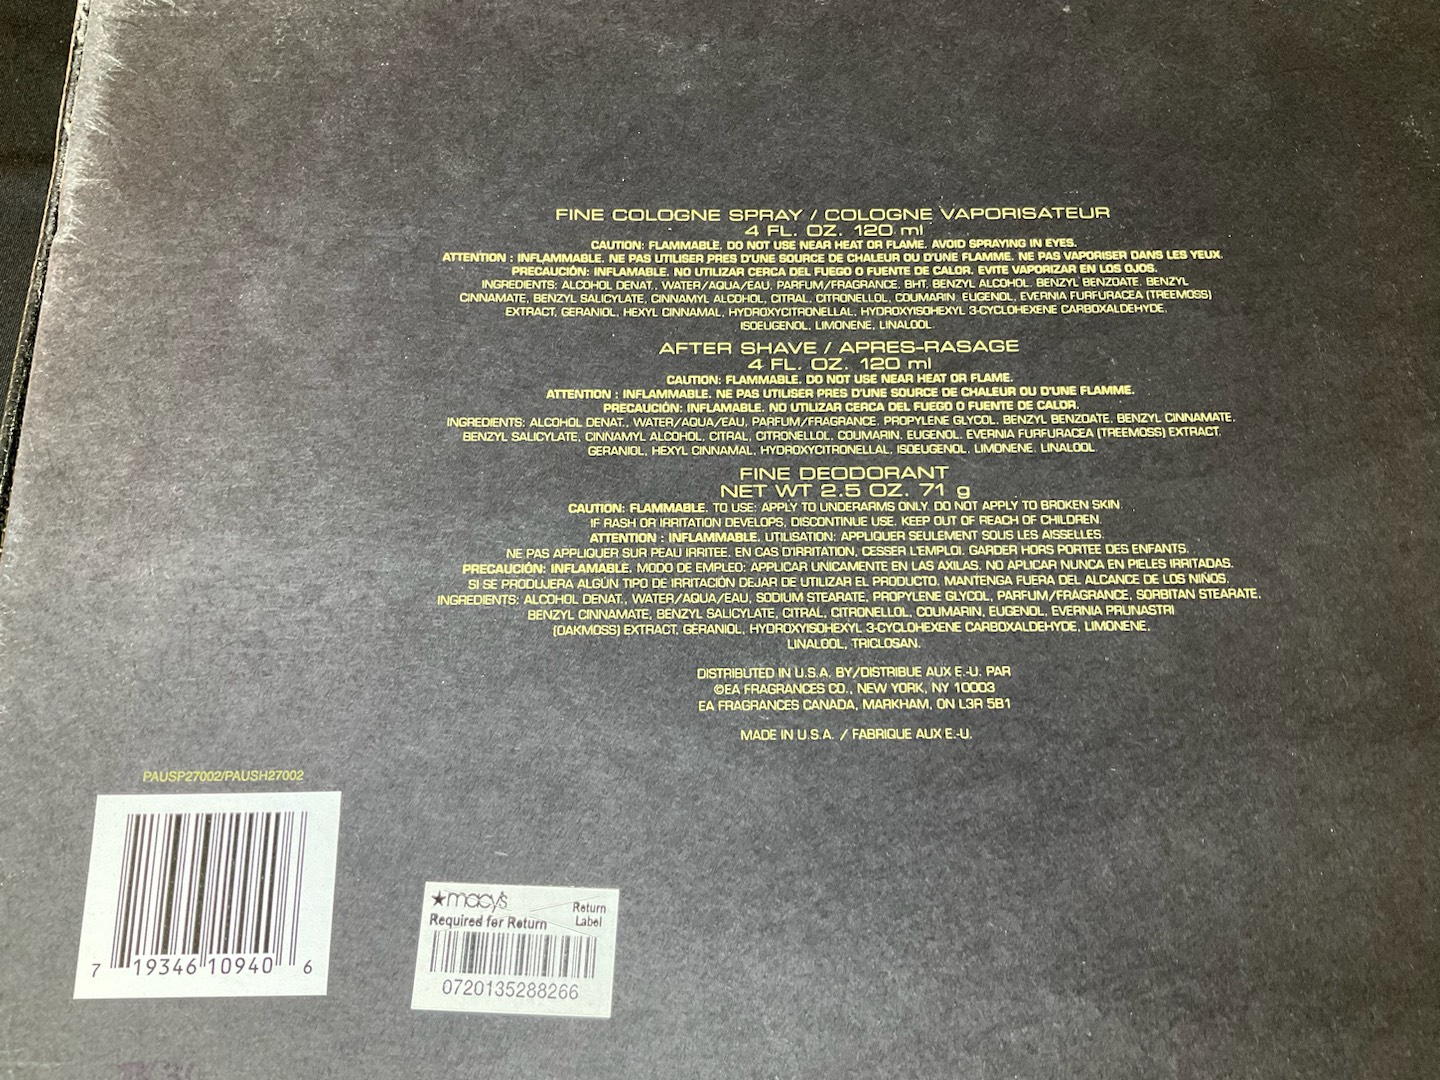 FINE COLOGNE SPRAY / COLOGNE VAPORISATEUR
4 FL. OZ. 120 ml
CAUTION: FLAMMABLE. DO NOT USE NEAR HEAT OR FLAME. AVOID SPRAYING IN EYES.
ATTENTION : INFLAMMABLE. NE PAS UTILISER PRES D'UNE SOURCE DE CHALEUR OU D'UNE FLAMME. NE PAS VAPORISER DANS LES YEUX.
PRECAUCIÓN: INFLAMABLE. NO UTILIZAR CERCA DEL FUEGO O FUENTE DE CALOR. EVITE VAPORIZAR EN LOS OJOS.
INGREDIENTS: ALCOHOL DENAT., WATER/AQUA/EAU, PARFUM/FRAGRANCE, BHT, BENZYL ALCOHOL, BENZYL BENZOATE, BENZYL
CINNAMATE, BENZYL SALICYLATE, CINNAMYL ALCOHOL, CITRAL, CITRONELLOL, COUMARIN, EUGENOL, EVERNIA FURFURACEA (TREEMOSS)
EXTRACT, GERANIOL, HEXYL CINNAMAL, HYDROXYCITRONELLAL, HYDROXYISOHEXYL 3-CYCLOHEXENE CARBOXALDEHYDE,
ISOEUGENOL, LIMONENE, LINALOOL.
AFTER SHAVE / APRES-RASAGE
4 FL. OZ. 120 ml
CAUTION: FLAMMABLE. DO NOT USE NEAR HEAT OR FLAME.
ATTENTION : INFLAMMABLE. NE PAS UTILISER PRES D'UNE SOURCE DE CHALEUR OU D'UNE FLAMME.
PRECAUCIÓN: INFLAMABLE. NO UTILIZAR CERCA DEL FUEGO O FUENTE DE CALOR.
INGREDIENTS: ALCOHOL DENAT., WATER/AQUA/EAU, PARFUM/FRAGRANCE, PROPYLENE GLYCOL, BENZYL BENZOATE, BENZYL CINNAMATE,
BENZYL SALICYLATE, CINNAMYL ALCOHOL, CITRAL, CITRONELLOL, COUMARIN, EUGENOL, EVERNIA FURFURACEA (TREEMOSS) EXTRACT,
GERANIOL, HEXYL CINNAMAL, HYDROXYCITRONELLAL, ISOEUGENOL, LIMONENE, LINALOOL
FINE DEODORANT
NET WT 2.5 OZ. 71 g
CAUTION: FLAMMABLE. TO USE: APPLY TO UNDERARMS ONLY. DO NOT APPLY TO BROKEN SKIN.
IF RASH OR IRRITATION DEVELOPS, DISCONTINUE USE. KEEP OUT OF REACH OF CHILDREN.
ATTENTION : INFLAMMABLE. UTILISATION: APPLIQUER SEULEMENT SOUS LES AISSELLES.
NE PAS APPLIQUER SUR PEAU IRRITEE. EN CAS D'IRRITATION, CESSER L'EMPLOI. GARDER HORS PORTEE DES ENFANTS.
PRECAUCIÓN: INFLAMABLE. MODO DE EMPLEO: APPLICAR UNICAMENTE EN LAS AXILAS. NO APLICAR NUNCA EN PIELES IRRITADAS.
SI SE PRODUJERA ALGÚN TIPO DE IRRITACIÓN DEJAR DE UTILIZAR EL PRODUCTO. MANTENGA FUERA DEL ALCANCE DE LOS NIÑOS.
INGREDIENTS: ALCOHOL DENAT., WATER/AQUA/EAU, SODIUM STEARATE, PROPYLENE GLYCOL, PARFUM/FRAGRANCE, SORBITAN STEARATE,
BENZYL CINNAMATE, BENZYL SALICYLATE, CITRAL, CITRONELLOL, COUMARIN, EUGENOL, EVERNIA PRUNASTRI
(OAKMOSS) EXTRACT, GERANIOL, HYDROXYISOHEXYL 3-CYCLOHEXENE CARBOXALDEHYDE, LIMONENE,
LINALOOL, TRICLOSAN.
DISTRIBUTED IN U.S.A. BY/DISTRIBUE AUX E.-U. PAR
©EA FRAGRANCES CO., NEW YORK, NY 10003
EA FRAGRANCES CANADA, MARKHAM, ON L3R 5B1
MADE IN U.S.A. / FABRIQUE AUX E.-U.
PAUSP27002/PAUSH27002
7 19346 10940 6
★macy's
Required for Return
Return
Label
0720135288266